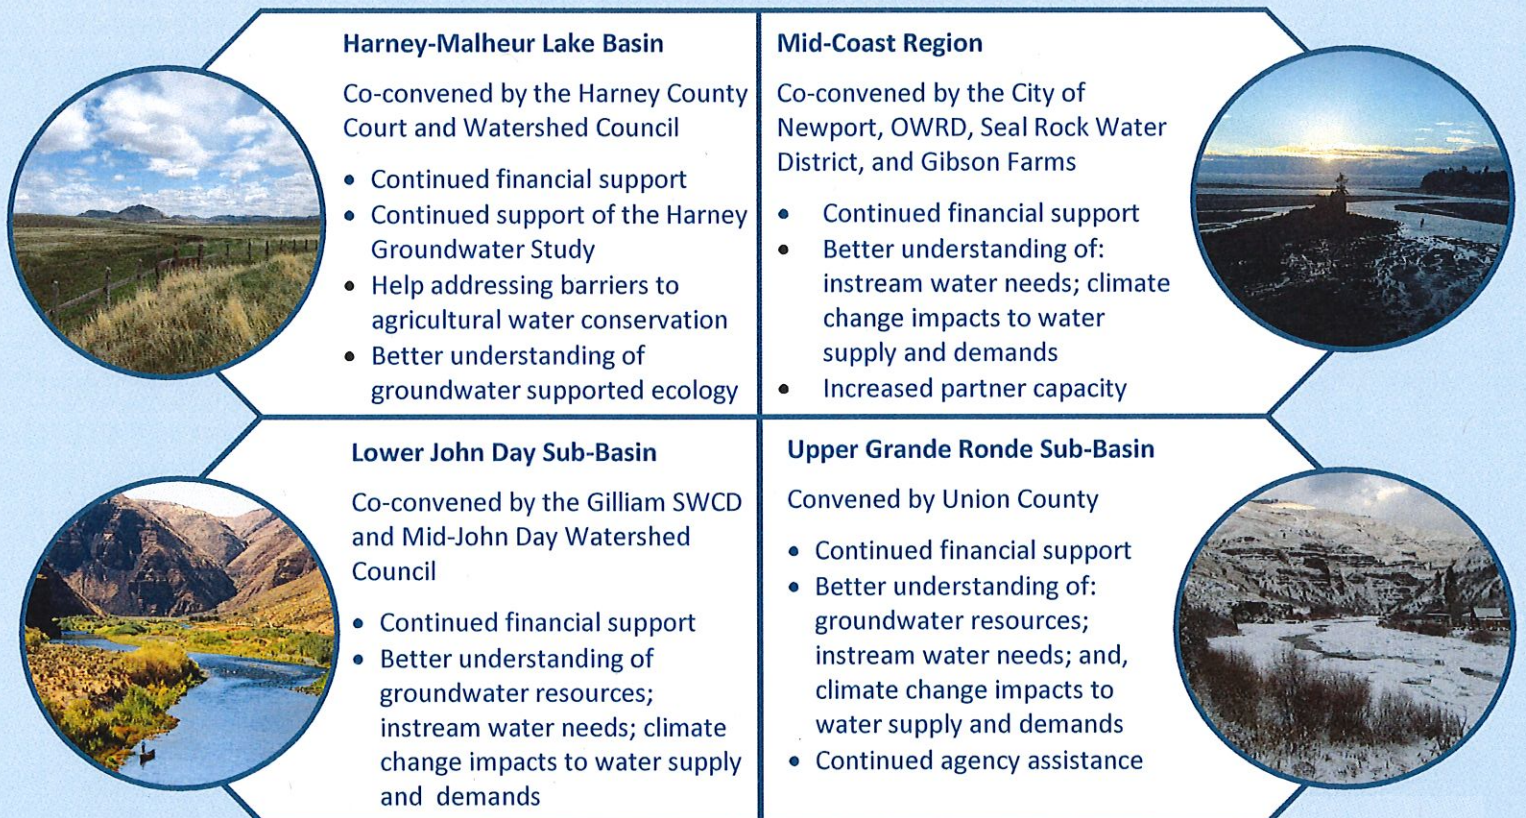 Harney-Malheur Lake Basin
Co-convened by the Harney County
Court and Watershed Council
• Continued financial support
• Continued support of the Harney
Groundwater Study
• Help addressing barriers to
agricultural water conservation
• Better understanding of
groundwater supported ecology
Mid-Coast Region
Co-convened by the City of
Newport, OWRD, Seal Rock Water
District, and Gibson Farms
• Continued financial support
• Better understanding of:
instream water needs; climate
change impacts to water
supply and demands
• Increased partner capacity
Lower John Day Sub-Basin
Co-convened by the Gilliam SWCD
and Mid-John Day Watershed
Council
• Continued financial support
• Better understanding of
groundwater resources;
instream water needs; climate
change impacts to water supply
and demands
Upper Grande Ronde Sub-Basin
Convened by Union County
• Continued financial support
• Better understanding of:
groundwater resources;
instream water needs; and,
climate change impacts to
water supply and demands
• Continued agency assistance